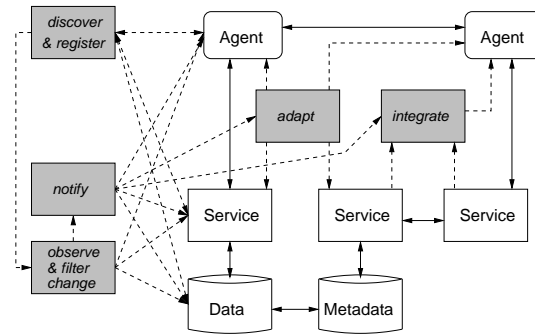 discover
& register
Agent
Agent
adapt
integrate
notify
Service
Service
Service
observe
& filter
change
Data
Metadata